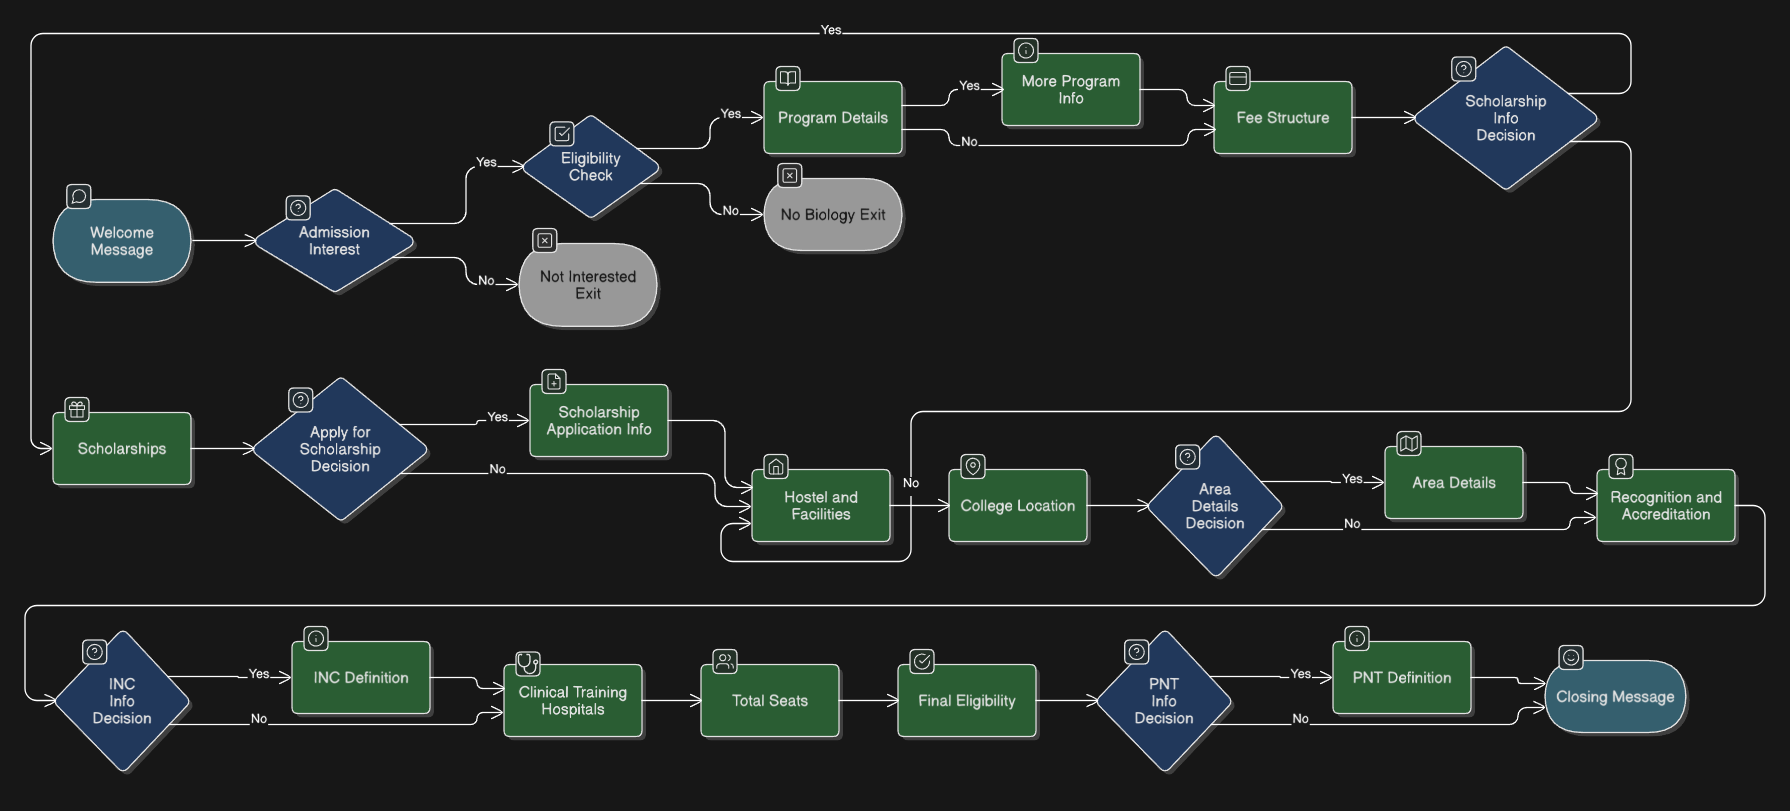 Yes
More Program
Info
Scholarship
Info
Decision
Yes
Program Details
Fee Structure
Yes
No
Eligibility
Check
Yes
No Biology Exit
No
Welcome
Message
Admission
Interest
Not Interested
Exit
No
Scholarships
Apply for
Scholarship
Decision
Yes
Scholarship
Application Info
No
Hostel and
Facilities
No
College Location
Area
Details
Decision
Yes
Area Details
No
Recognition and
Accreditation
INC
Info
Decision
Yes
INC Definition
No
Clinical Training
Hospitals
Total Seats
Final Eligibility
PNT
Info
Decision
Yes
PNT Definition
No
Closing Message